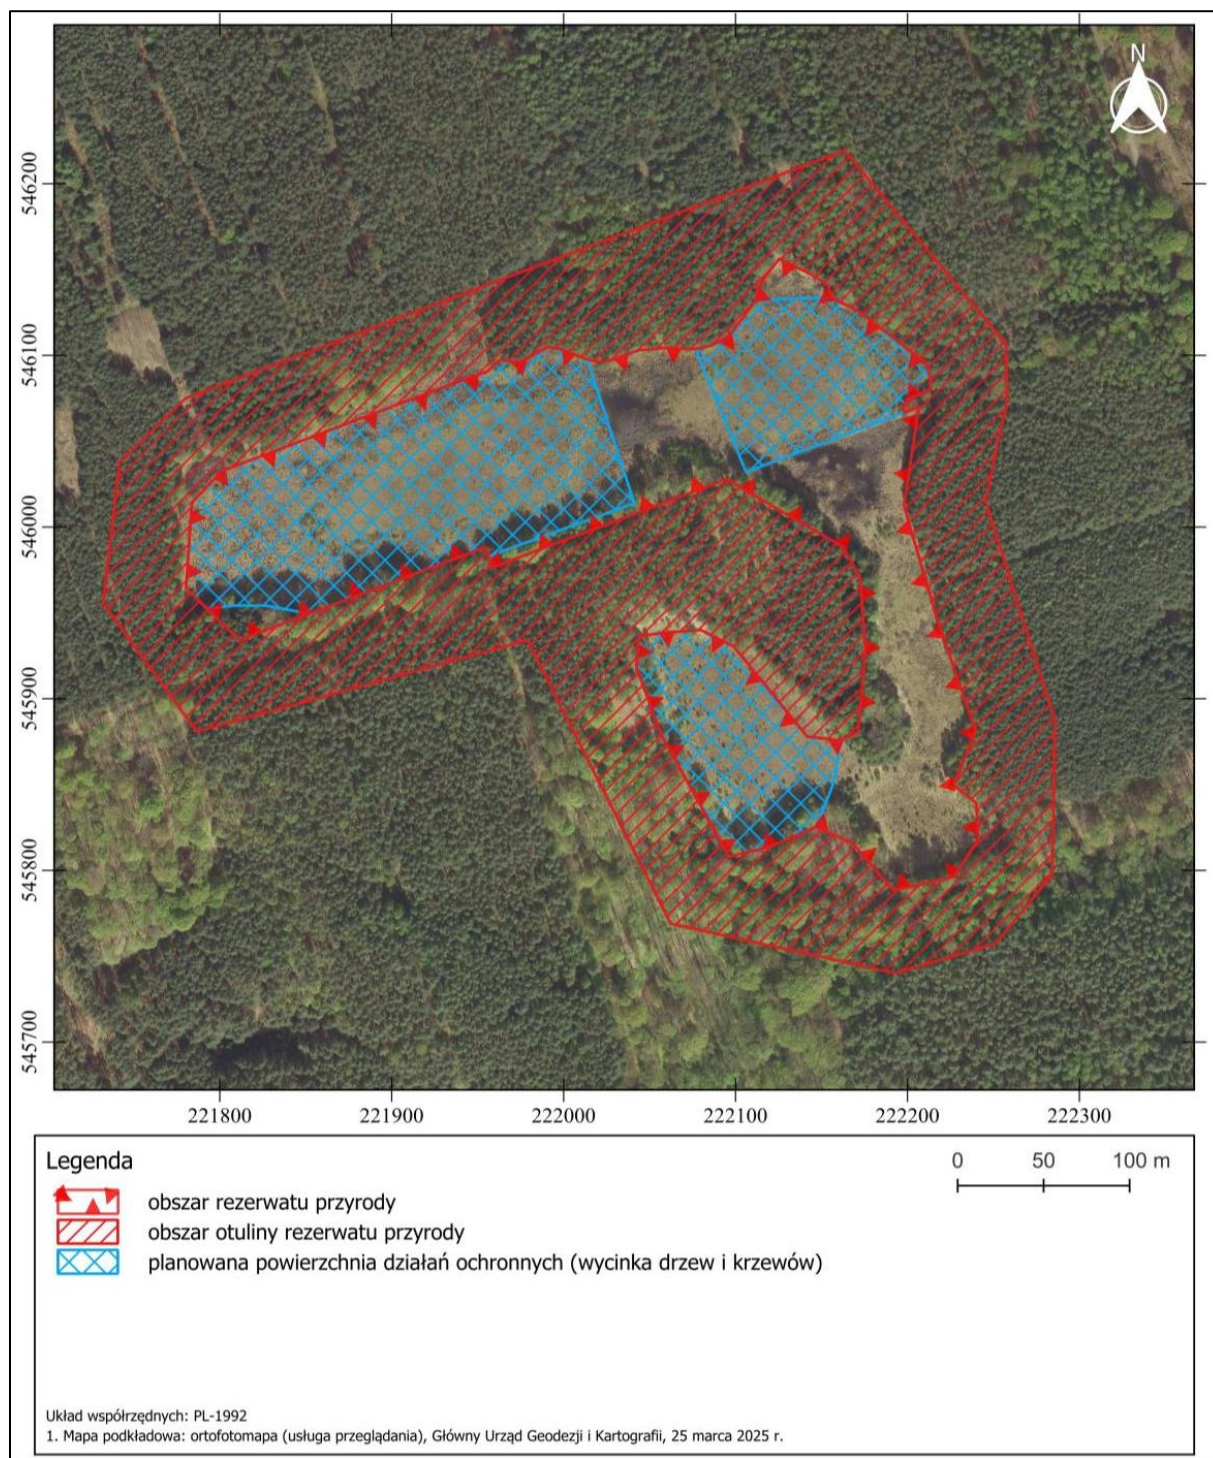 N
546200
546100
546000
545900
545800
545700
221800 221900 222000 222100 222200 222300
Legenda
0 50 100 m
obszar rezerwatu przyrody
obszar otuliny rezerwatu przyrody
planowana powierzchnia działań ochronnych (wycinka drzew i krzewów)
Układ współrzędnych: PL-1992
1. Mapa podkładowa: ortofotomapa (usługa przeglądania), Główny Urząd Geodezji i Kartografii, 25 marca 2025 r.